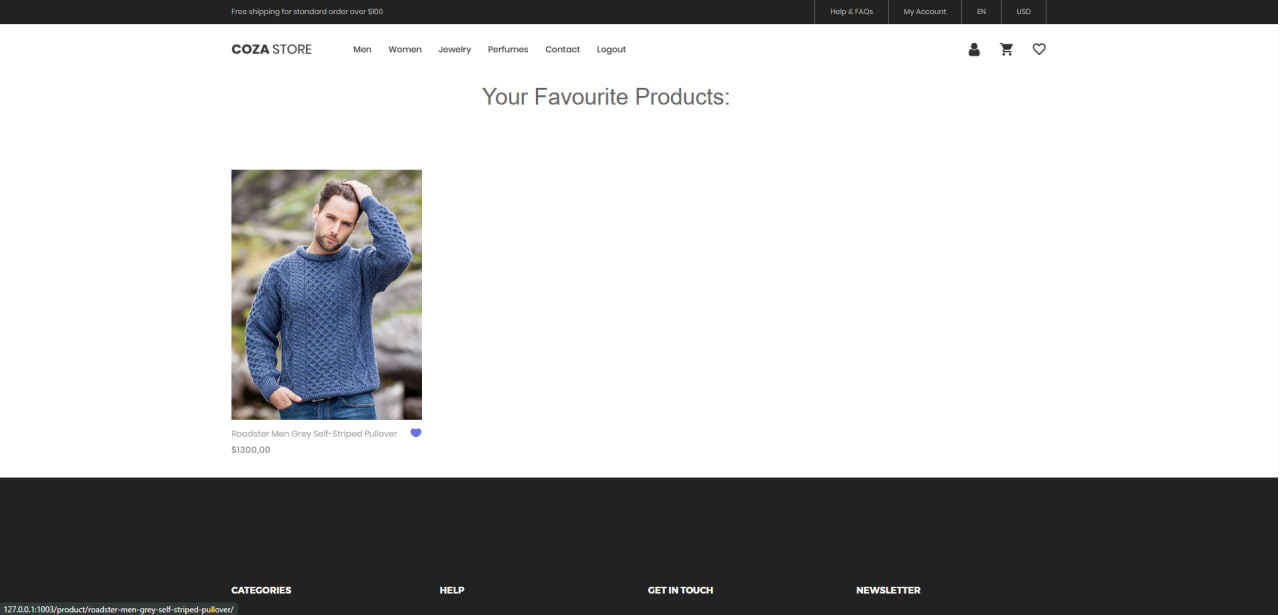 Free shipping for standard order over $100
Help & FAQs My Account EN USD
COZA STORE Men Women Jewelry Perfumes Contact Logout
Your Favourite Products:
Roadster Men Grey Self-Striped Pullover
$1300,00
CATEGORIES HELP GET IN TOUCH NEWSLETTER
127.0.0.1:1003/product/roadster-men-grey-self-striped-pullover/